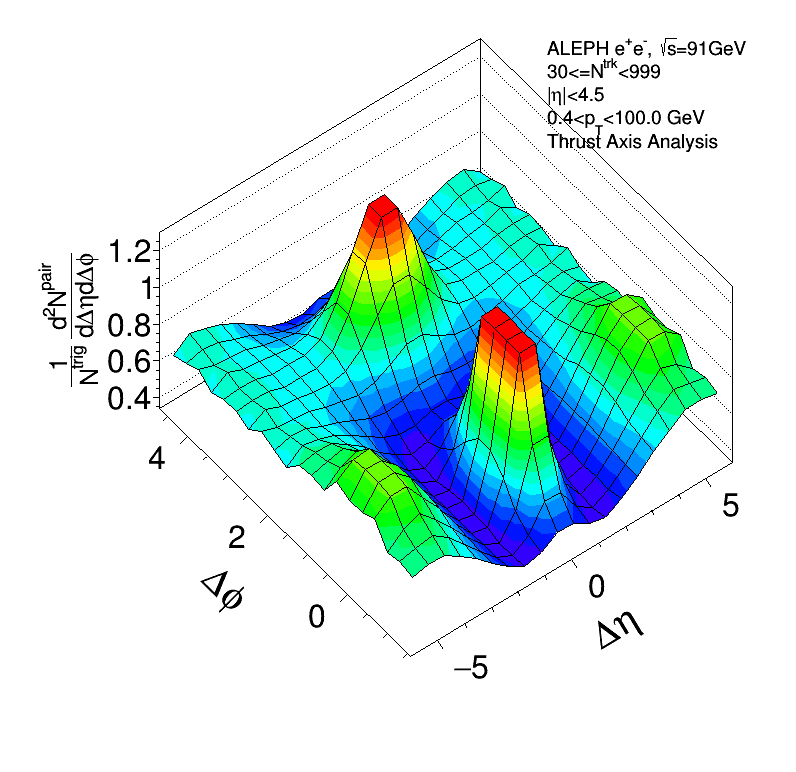 ALEPH e⁺e⁻, √s=91GeV
30<=Nᵗʳᵏ<999
|η|<4.5
0.4<p_T<100.0 GeV
Thrust Axis Analysis
1/Nᵗʳⁱᵍ d²Nᵖᵃⁱʳ/dΔηdΔϕ
1.2
1
0.8
0.6
0.4
4
2
0
Δϕ
−5
0
5
Δη